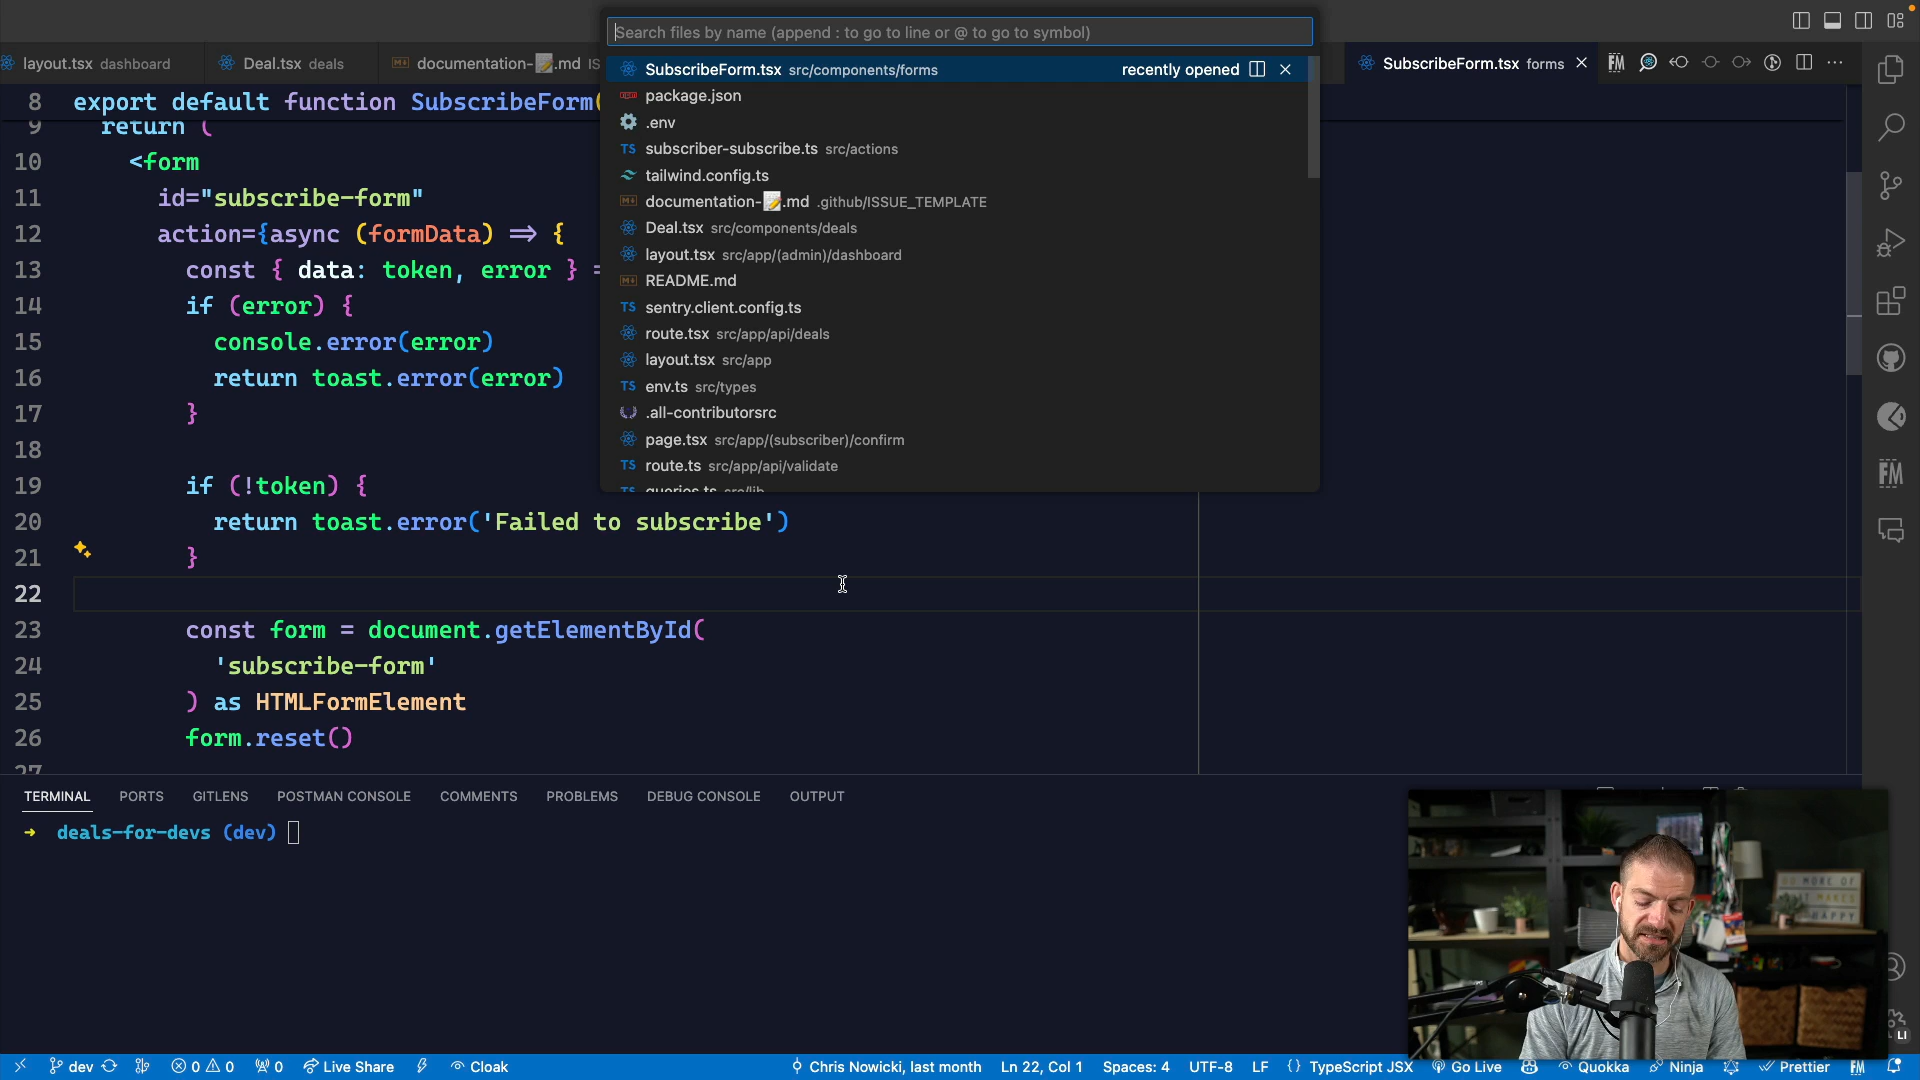 Search files by name (append : to go to line or @ to go to symbol)
layout.tsx dashboard
Deal.tsx deals
documentation-📝.md IS
SubscribeForm.tsx forms
SubscribeForm.tsx src/components/forms recently opened
package.json
.env
subscriber-subscribe.ts src/actions
tailwind.config.ts
documentation-📝.md .github/ISSUE_TEMPLATE
Deal.tsx src/components/deals
layout.tsx src/app/(admin)/dashboard
README.md
sentry.client.config.ts
route.tsx src/app/api/deals
layout.tsx src/app
env.ts src/types
.all-contributorsrc
page.tsx src/app/(subscriber)/confirm
route.ts src/app/api/validate
queries.ts src/lib
8 export default function SubscribeForm(
9 return (
10 <form
11 id="subscribe-form"
12 action={async (formData) => {
13 const { data: token, error } =
14 if (error) {
15 console.error(error)
16 return toast.error(error)
17 }
18
19 if (!token) {
20 return toast.error('Failed to subscribe')
21 }
22
23 const form = document.getElementById(
24 'subscribe-form'
25 ) as HTMLFormElement
26 form.reset()
27
TERMINAL PORTS GITLENS POSTMAN CONSOLE COMMENTS PROBLEMS DEBUG CONSOLE OUTPUT
→ deals-for-devs (dev)
dev 0 0 0 Live Share Cloak Chris Nowicki, last month Ln 22, Col 1 Spaces: 4 UTF-8 LF {} TypeScript JSX Go Live Quokka Ninja Prettier